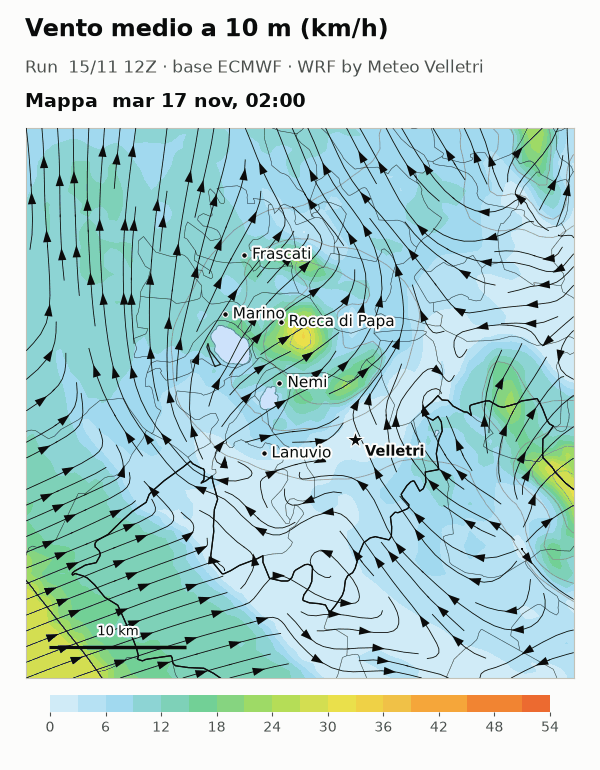 Vento medio a 10 m (km/h)
Run  15/11 12Z · base ECMWF · WRF by Meteo Velletri
Mappa  mar 17 nov, 02:00
Frascati
Marino
Rocca di Papa
Nemi
Velletri
Lanuvio
10 km
0 6 12 18 24 30 36 42 48 54